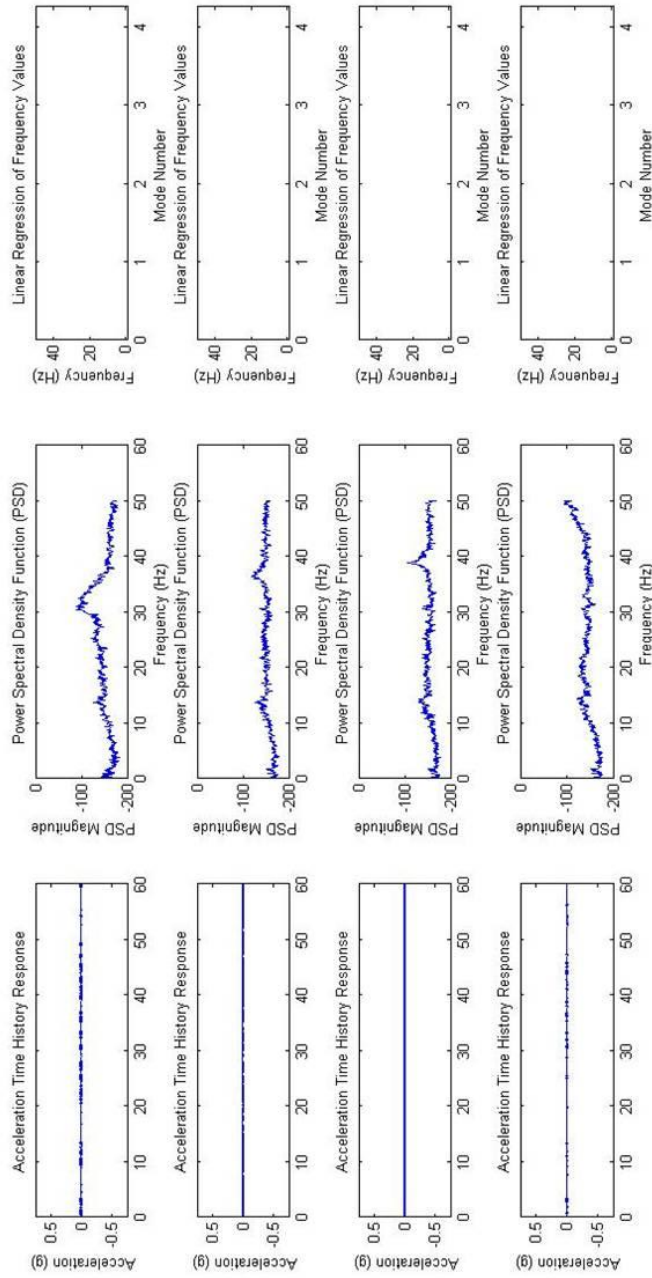 Acceleration Time History Response
Acceleration (g)
0.5
0
-0.5
0 10 20 30 40 50 60
Power Spectral Density Function (PSD)
PSD Magnitude
0
-100
-200
0 10 20 30 40 50 60
Frequency (Hz)
Linear Regression of Frequency Values
Frequency (Hz)
40
20
0
0 1 2 3 4
Mode Number
Acceleration Time History Response
Acceleration (g)
0.5
0
-0.5
0 10 20 30 40 50 60
Power Spectral Density Function (PSD)
PSD Magnitude
0
-100
-200
0 10 20 30 40 50 60
Frequency (Hz)
Linear Regression of Frequency Values
Frequency (Hz)
40
20
0
0 1 2 3 4
Mode Number
Acceleration Time History Response
Acceleration (g)
0.5
0
-0.5
0 10 20 30 40 50 60
Power Spectral Density Function (PSD)
PSD Magnitude
0
-100
-200
0 10 20 30 40 50 60
Frequency (Hz)
Linear Regression of Frequency Values
Frequency (Hz)
40
20
0
0 1 2 3 4
Mode Number
Acceleration Time History Response
Acceleration (g)
0.5
0
-0.5
0 10 20 30 40 50 60
Power Spectral Density Function (PSD)
PSD Magnitude
0
-100
-200
0 10 20 30 40 50 60
Frequency (Hz)
Linear Regression of Frequency Values
Frequency (Hz)
40
20
0
0 1 2 3 4
Mode Number